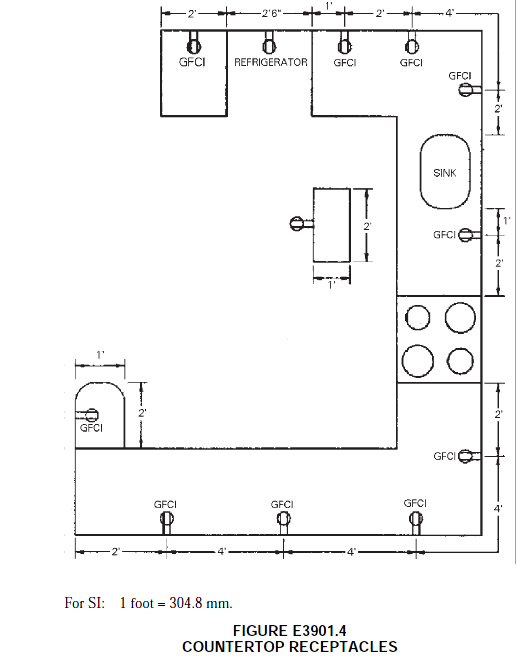 2' 2'6" 1' 2' 4'
GFCI REFRIGERATOR GFCI GFCI
GFCI
2'
SINK
1'
GFCI
2'
2'
1'
1'
2'
GFCI
2'
GFCI
4'
GFCI GFCI GFCI
2' 4' 4'
For SI: 1 foot = 304.8 mm.
FIGURE E3901.4
COUNTERTOP RECEPTACLES